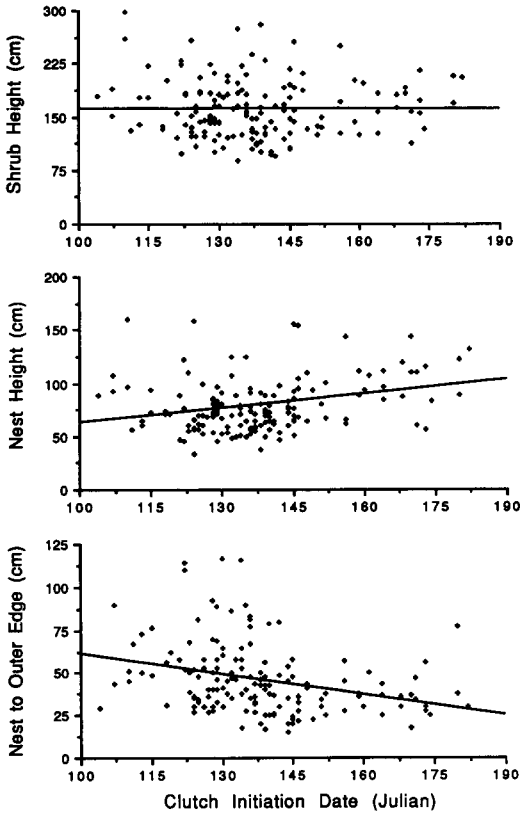 Shrub Height (cm)
300
225
150
75
0
100 115 130 145 160 175 190
Nest Height (cm)
200
150
100
50
0
100 115 130 145 160 175 190
Nest to Outer Edge (cm)
125
100
75
50
25
0
100 115 130 145 160 175 190
Clutch Initiation Date (Julian)